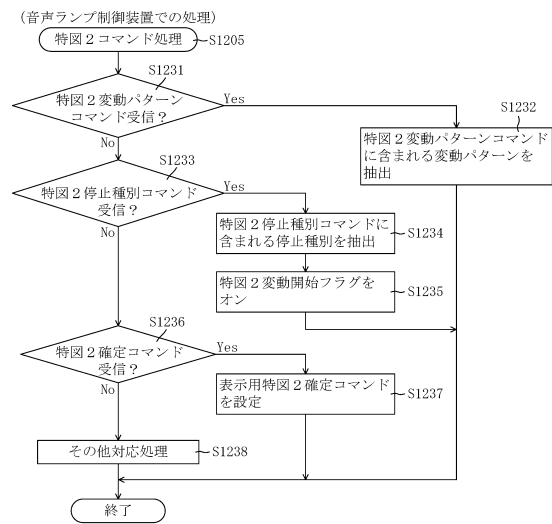 (音声ランプ制御装置での処理)
特図2コマンド処理
S1205
S1231
特図2変動パターン
コマンド受信?
Yes
No
S1232
特図2変動パターンコマンド
に含まれる変動パターンを
抽出
S1233
特図2停止種別コマンド
受信?
Yes
No
特図2停止種別コマンドに
含まれる停止種別を抽出
S1234
特図2変動開始フラグを
オン
S1235
S1236
特図2確定コマンド
受信?
Yes
No
表示用特図2確定コマンド
を設定
S1237
その他対応処理
S1238
終了